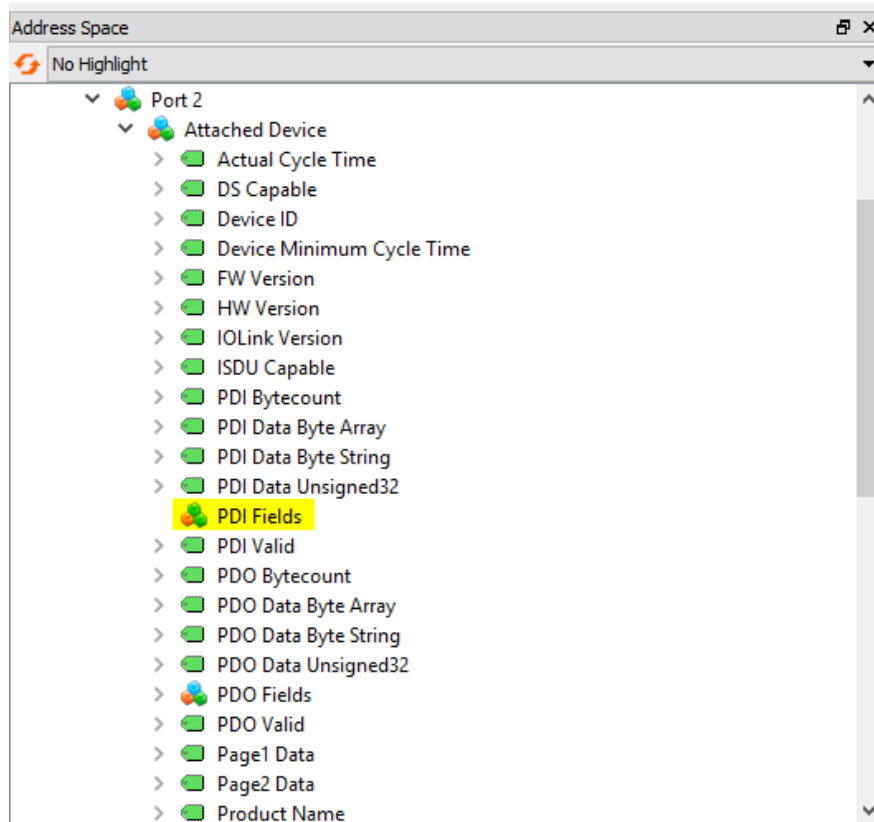 Address Space
No Highlight
Port 2
Attached Device
Actual Cycle Time
DS Capable
Device ID
Device Minimum Cycle Time
FW Version
HW Version
IOLink Version
ISDU Capable
PDI Bytecount
PDI Data Byte Array
PDI Data Byte String
PDI Data Unsigned32
PDI Fields
PDI Valid
PDO Bytecount
PDO Data Byte Array
PDO Data Byte String
PDO Data Unsigned32
PDO Fields
PDO Valid
Page1 Data
Page2 Data
Product Name